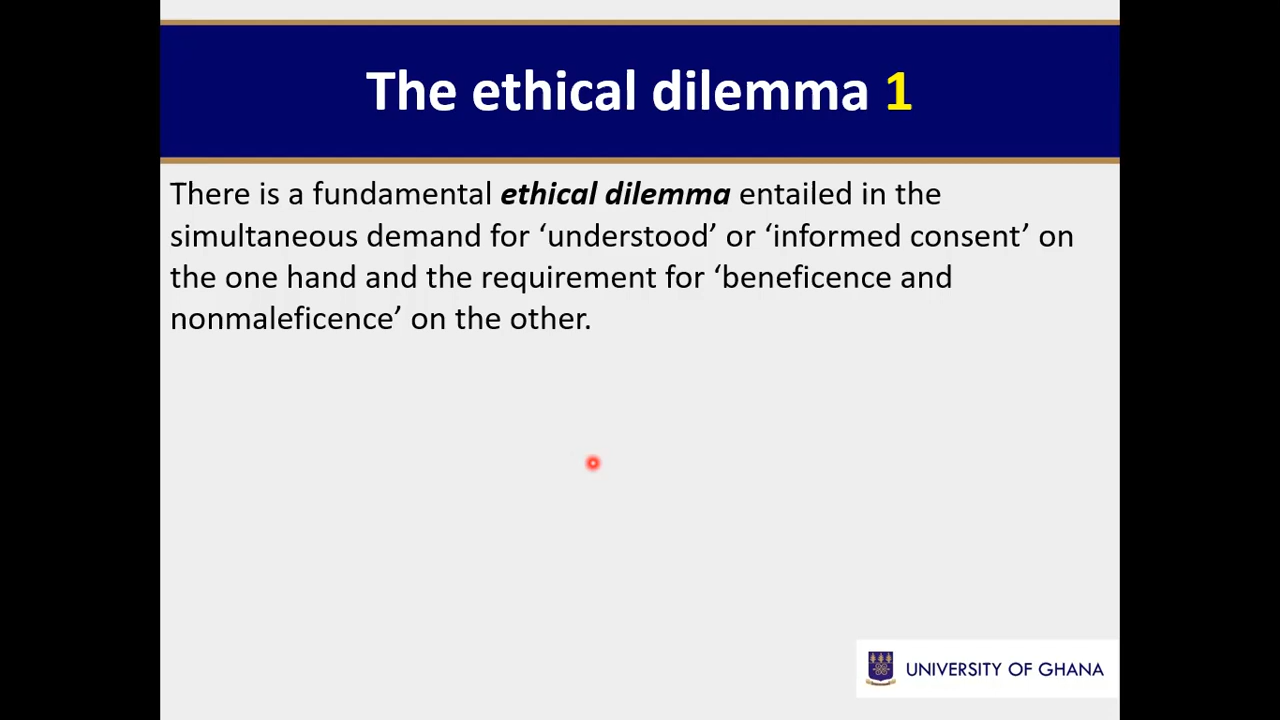 The ethical dilemma 1
There is a fundamental ethical dilemma entailed in the
simultaneous demand for ‘understood’ or ‘informed consent’ on
the one hand and the requirement for ‘beneficence and
nonmaleficence’ on the other.
UNIVERSITY OF GHANA